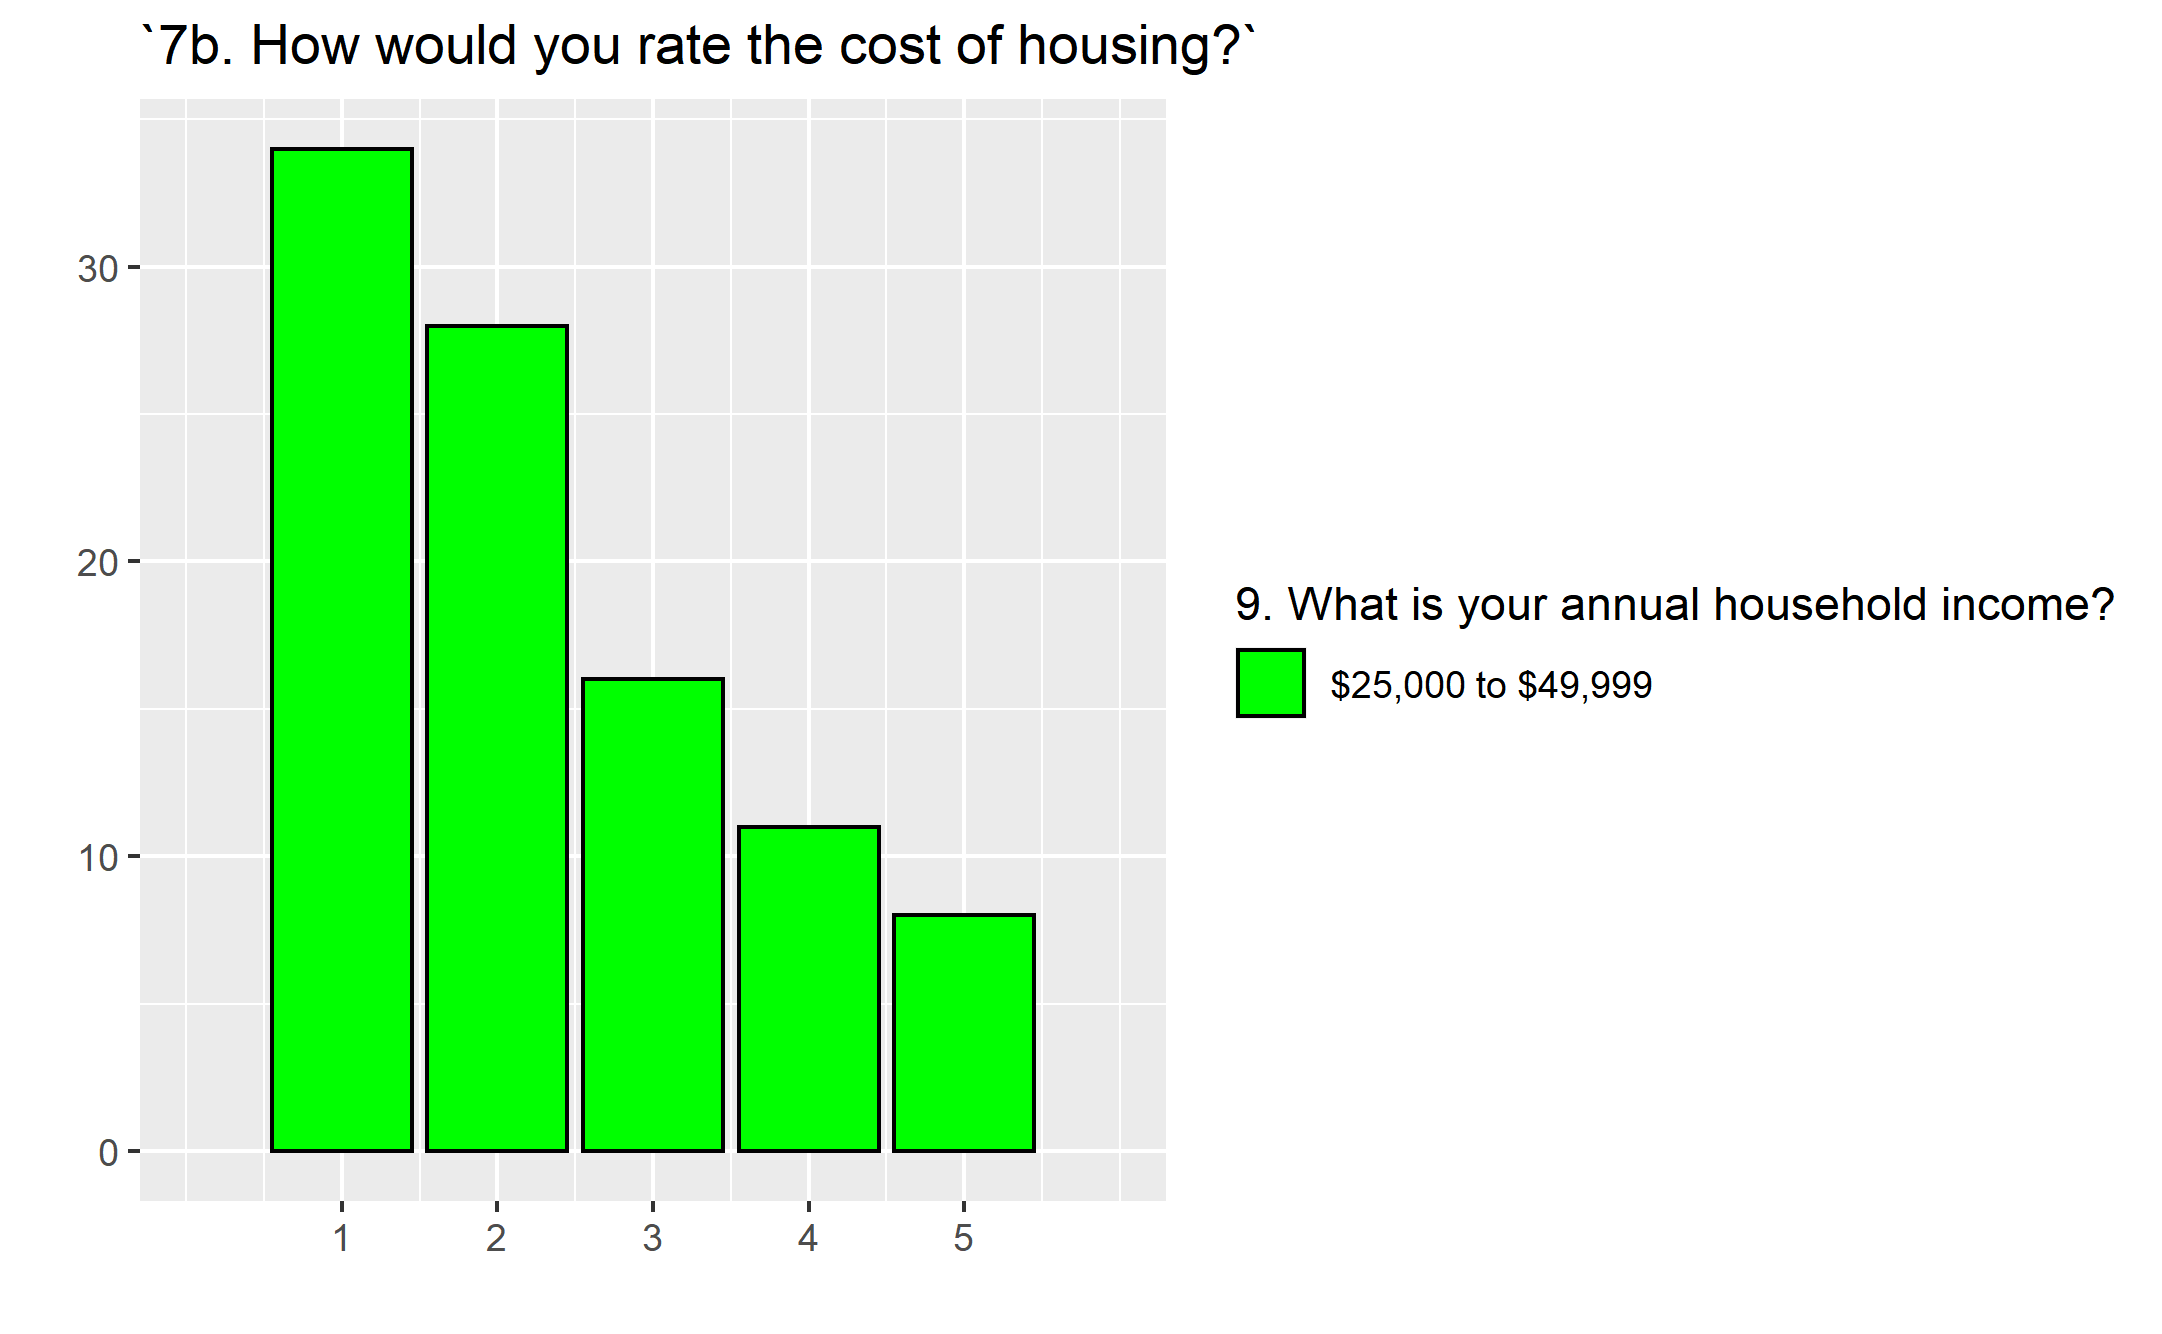 `7b. How would you rate the cost of housing?`
30
20
10
0
1 2 3 4 5
9. What is your annual household income?
$25,000 to $49,999